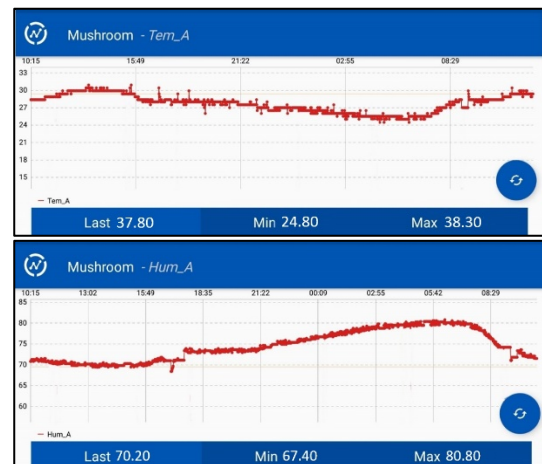 Mushroom - Tem_A
10:15 15:49 21:22 02:55 08:29
33
30
27
24
21
18
15
Tem_A
Last 37.80 Min 24.80 Max 38.30
Mushroom - Hum_A
10:15 13:02 15:49 18:35 21:22 00:09 02:55 05:42 08:29
85
80
75
70
65
60
Hum_A
Last 70.20 Min 67.40 Max 80.80